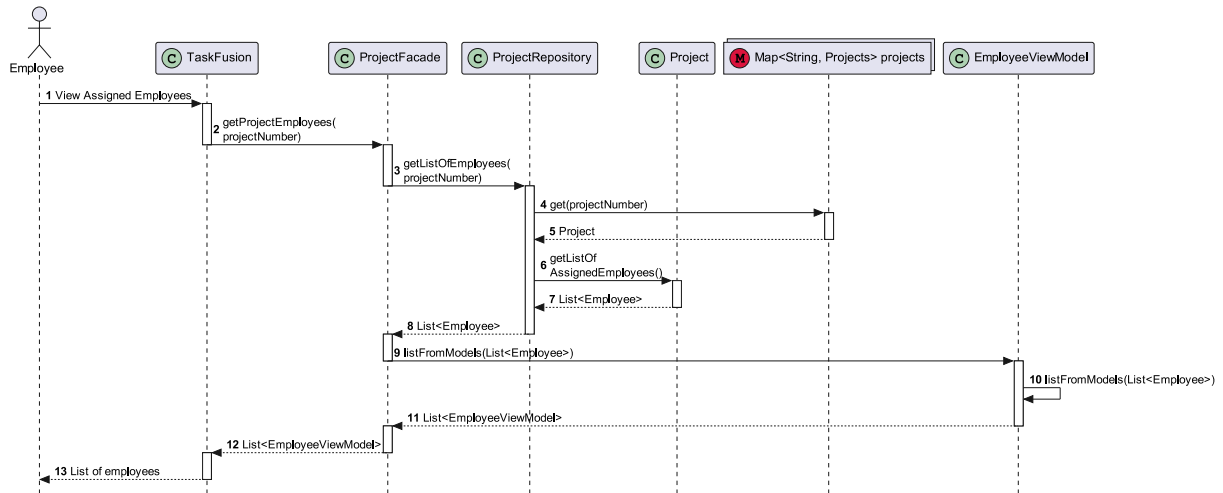 Employee
C TaskFusion
C ProjectFacade
C ProjectRepository
C Project
M Map<String, Projects> projects
C EmployeeViewModel
1 View Assigned Employees
2 getProjectEmployees(
projectNumber)
3 getListOfEmployees(
projectNumber)
4 get(projectNumber)
5 Project
6 getListOf
AssignedEmployees()
7 List<Employee>
8 List<Employee>
9 listFromModels(List<Employee>)
10 listFromModels(List<Employee>)
11 List<EmployeeViewModel>
12 List<EmployeeViewModel>
13 List of employees